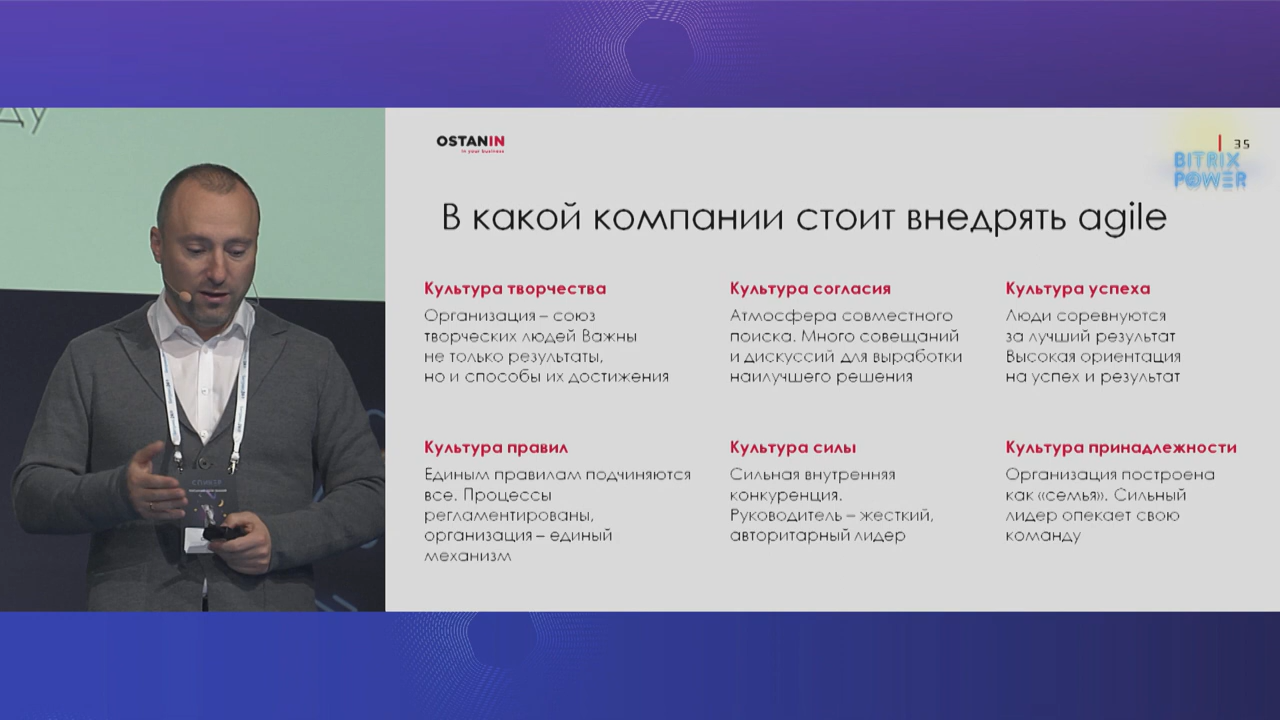 ду
OSTANIN
in your business
35
BITRIX
POWER
В какой компании стоит внедрять agile
Культура творчества
Организация – союз
творческих людей Важны
не только результаты,
но и способы их достижения
Культура согласия
Атмосфера совместного
поиска. Много совещаний
и дискуссий для выработки
наилучшего решения
Культура успеха
Люди соревнуются
за лучший результат
Высокая ориентация
на успех и результат
Культура правил
Единым правилам подчиняются
все. Процессы
регламентированы,
организация – единый
механизм
Культура силы
Сильная внутренняя
конкуренция.
Руководитель – жесткий,
авторитарный лидер
Культура принадлежности
Организация построена
как «семья». Сильный
лидер опекает свою
команду